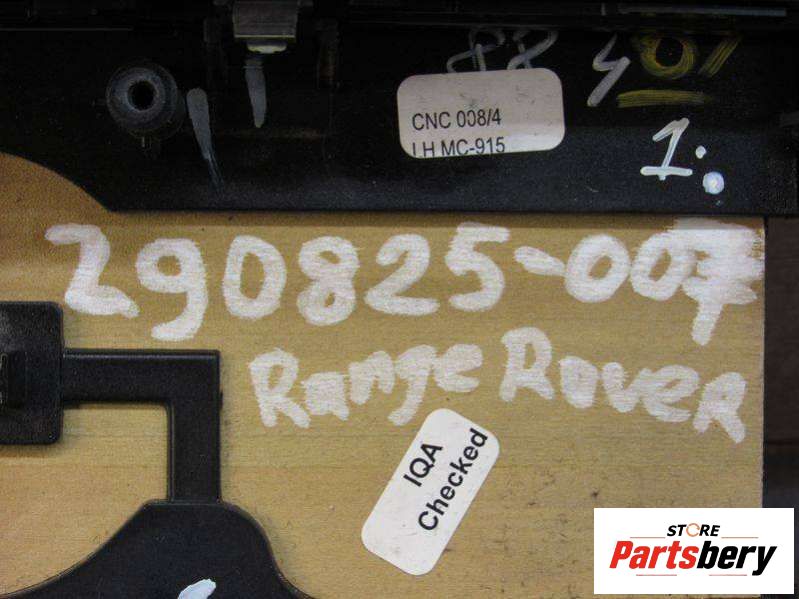 CNC 008/4
LH MC-915
1.
290825-007
Range Rover
IQA
Checked
STORE
Partsbery